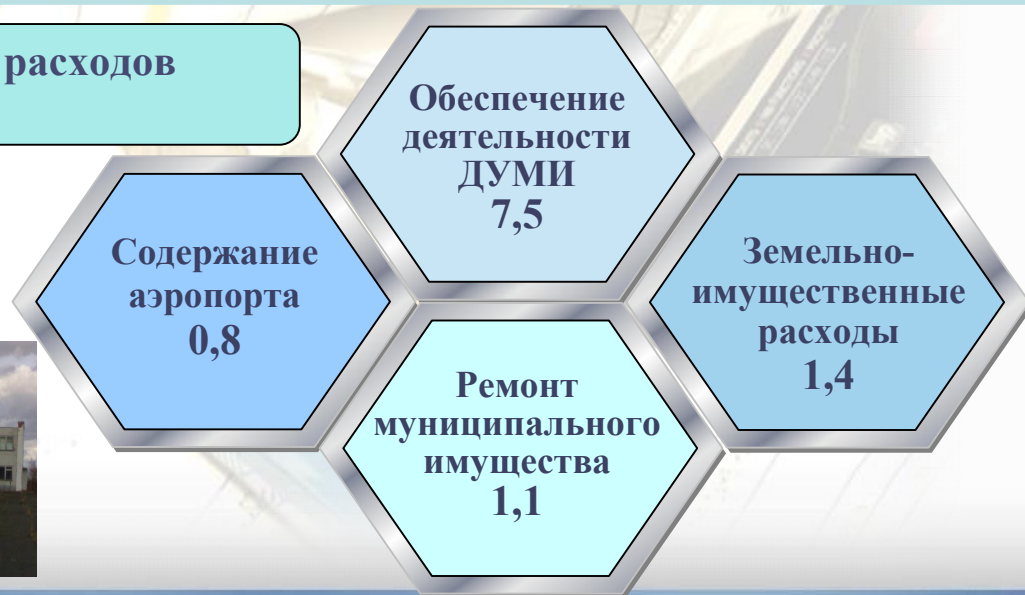 расходов
Обеспечение
деятельности
ДУМИ
7,5
Содержание
аэропорта
0,8
Земельно-
имущественные
расходы
1,4
Ремонт
муниципального
имущества
1,1